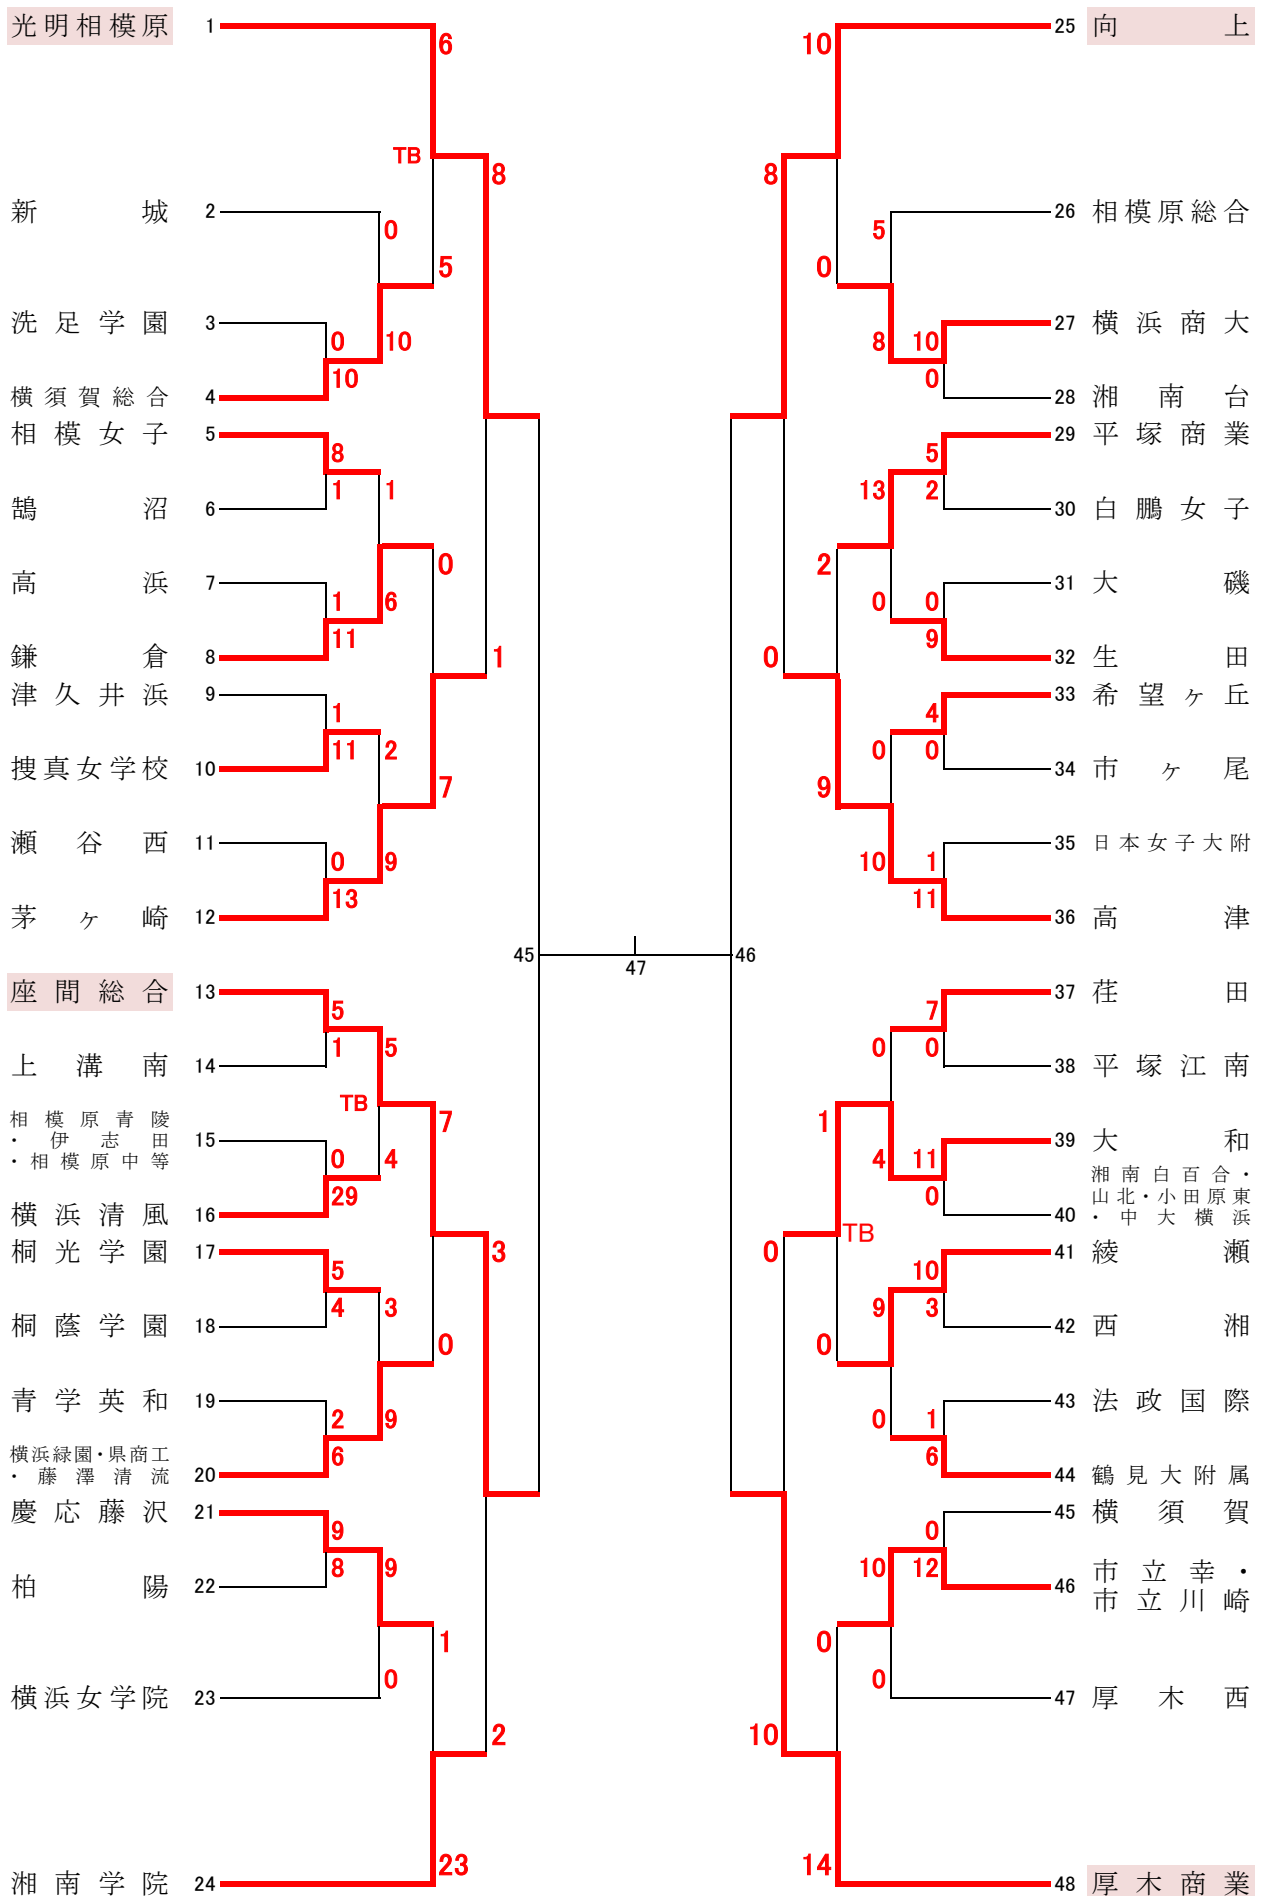 光明相模原 1
6
TB
8
新城 2
0
5
洗足学園 3
0
10
10
横須賀総合 4
相模女子 5
8
1
1
鵠沼 6
0
高浜 7
1
6
11
鎌倉 8
1
津久井浜 9
1
11
2
捜真女学校 10
7
瀬谷西 11
0
9
13
茅ヶ崎 12
座間総合 13
5
1
5
上溝南 14
TB
7
相模原青陵
・伊志田
・相模原中等
15
0
4
29
横浜清風 16
桐光学園 17
5
3
4
3
桐蔭学園 18
0
青学英和 19
2
9
6
横浜緑園・県商工
・藤澤清流
20
慶応藤沢 21
9
8
9
柏陽 22
1
0
横浜女学院 23
2
23
湘南学院 24
45
47
46
25 向上
10
8
26 相模原総合
5
0
27 横浜商大
8
10
0
28 湘南台
29 平塚商業
5
13
2
30 白鵬女子
2
31 大磯
0
0
9
32 生田
0
33 希望ヶ丘
4
0
0
34 市ヶ尾
9
35 日本女子大附
10
1
11
36 高津
37 荏田
7
0
0
38 平塚江南
1
39 大和
4
11
0
湘南白百合・
山北・小田原東
・中大横浜
40
TB
0
41 綾瀬
10
9
3
42 西湘
0
43 法政国際
0
1
6
44 鶴見大附属
45 横須賀
0
10
12
46
市立幸・
市立川崎
0
0
47 厚木西
10
14
48 厚木商業